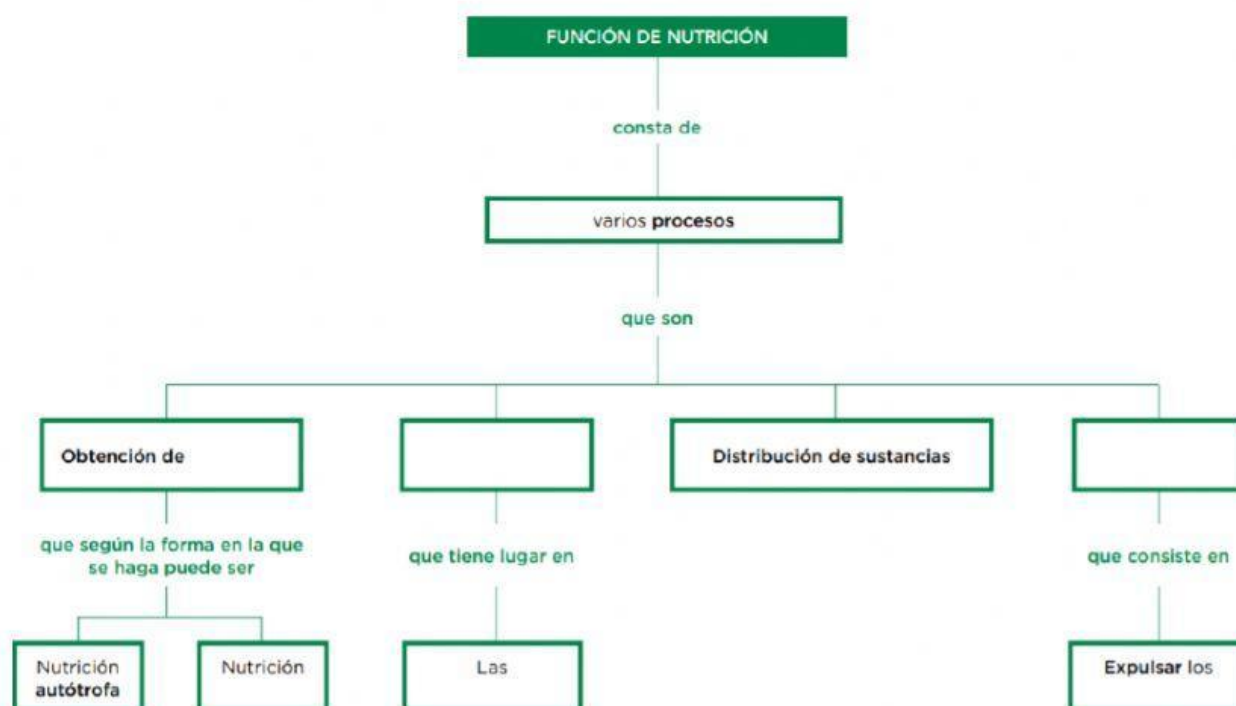 FUNCIÓN DE NUTRICIÓN
consta de
varios procesos
que son
Obtención de
Distribución de sustancias
que según la forma en la que
se haga puede ser
que tiene lugar en
que consiste en
Nutrición
autótrofa
Nutrición
Las
Expulsar los